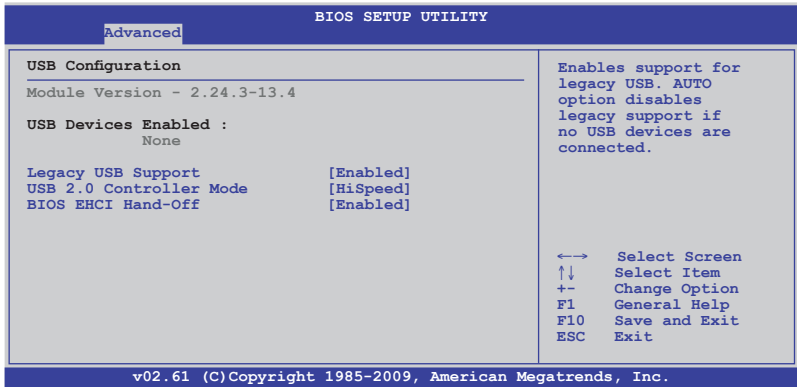 BIOS SETUP UTILITY
Advanced
USB Configuration
Module Version - 2.24.3-13.4
USB Devices Enabled :
None
Legacy USB Support [Enabled]
USB 2.0 Controller Mode [HiSpeed]
BIOS EHCI Hand-Off [Enabled]
Enables support for
legacy USB. AUTO
option disables
legacy support if
no USB devices are
connected.
←→ Select Screen
↑↓ Select Item
+- Change Option
F1 General Help
F10 Save and Exit
ESC Exit
v02.61 (C)Copyright 1985-2009, American Megatrends, Inc.